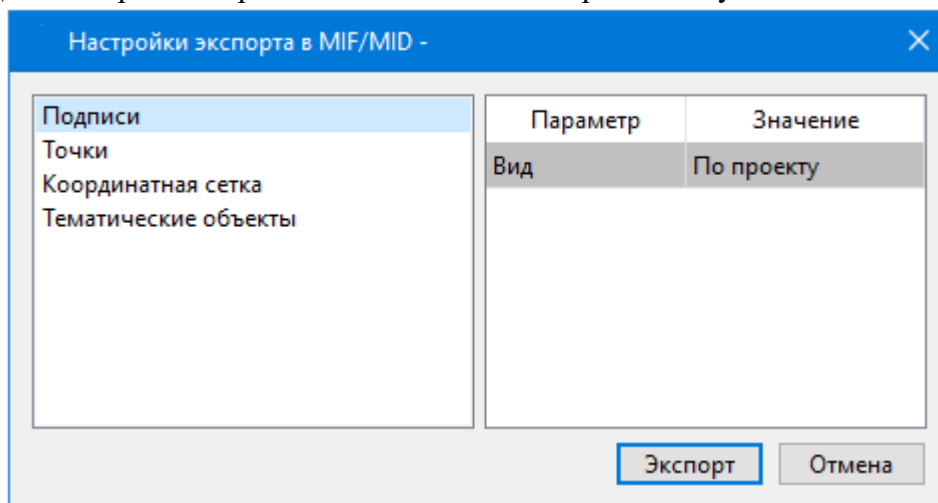 Настройки экспорта в MIF/MID -
Подписи
Точки
Координатная сетка
Тематические объекты
Параметр Значение
Вид По проекту
Экспорт Отмена